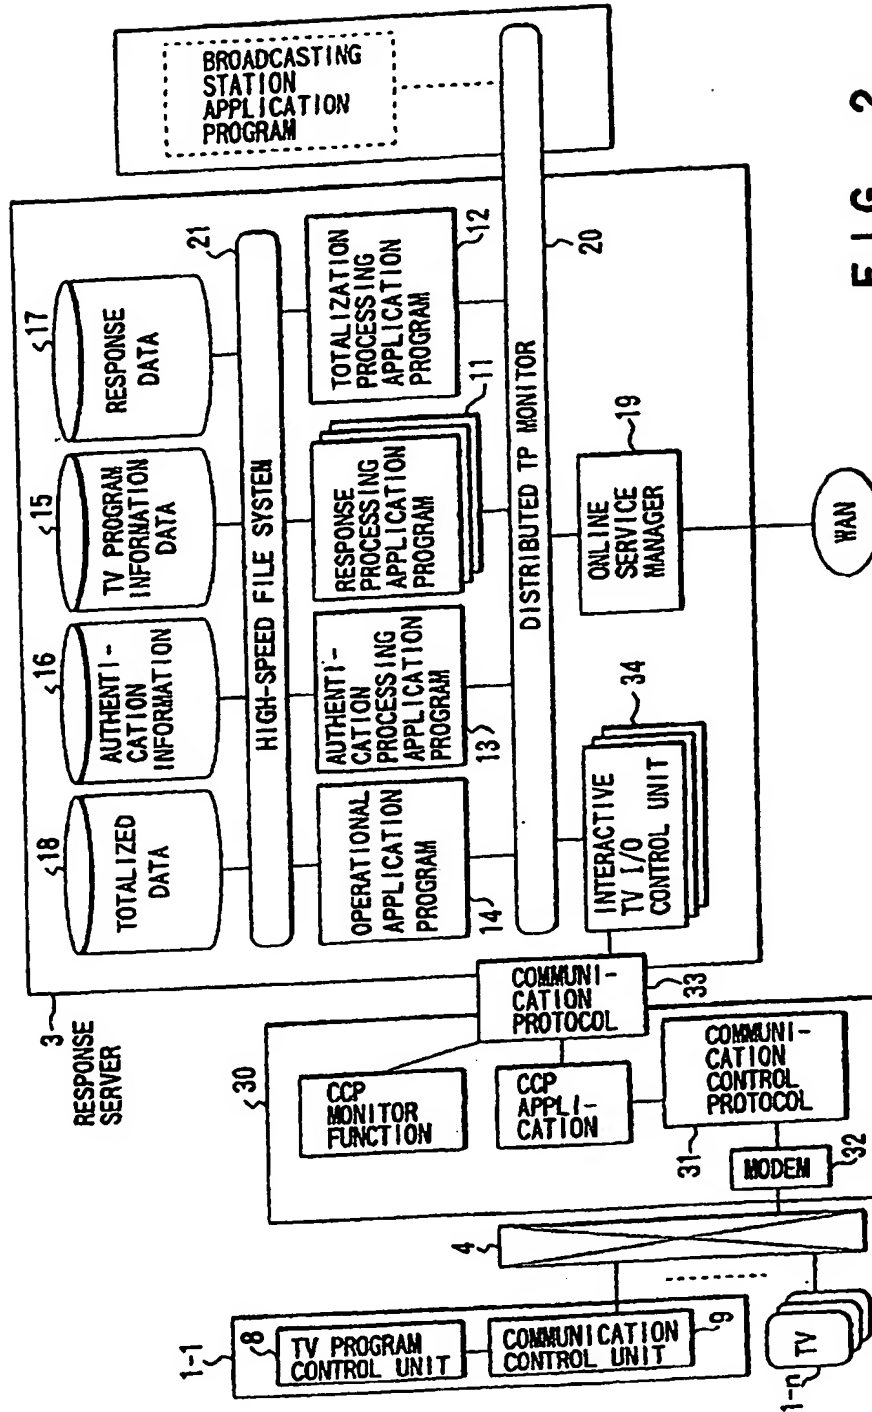 BROADCASTING
STATION
APPLICATION
PROGRAM
17
RESPONSE
DATA
15
TV PROGRAM
INFORMATION
DATA
16
AUTHENTI-
CATION
INFORMATION
18
TOTALIZED
DATA
21
HIGH-SPEED FILE SYSTEM
TOTALIZATION
PROCESSING
APPLICATION
PROGRAM
12
RESPONSE
PROCESSING
APPLICATION
PROGRAM
11
AUTHENTI-
CATION
PROCESSING
APPLICATION
PROGRAM
13
OPERATIONAL
APPLICATION
PROGRAM
14
DISTRIBUTED TP MONITOR
20
ONLINE
SERVICE
MANAGER
19
WAN
INTERACTIVE
TV I/O
CONTROL UNIT
34
3
RESPONSE
SERVER
COMMUNI-
CATION
PROTOCOL
33
30
CCP
MONITOR
FUNCTION
CCP
APPLI-
CATION
COMMUNI-
CATION
CONTROL
PROTOCOL
31
MODEM
32
4
1-1
8
TV PROGRAM
CONTROL UNIT
COMMUNICATION
CONTROL UNIT
9
TV
1-n
FIG. 2